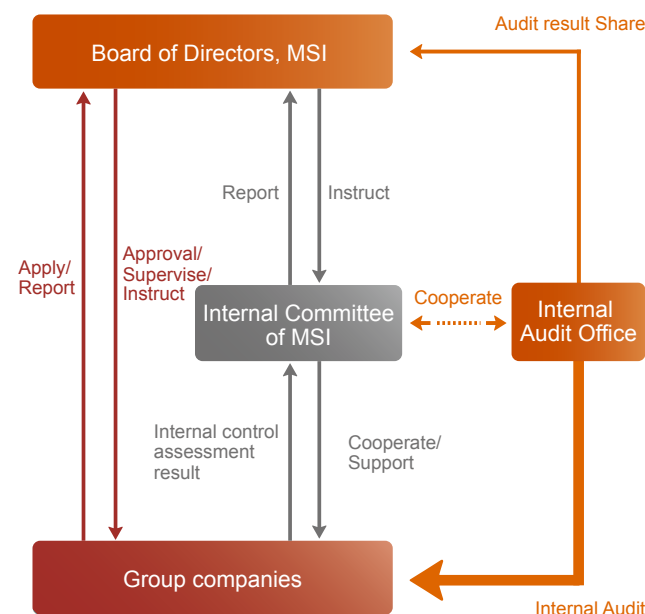 Audit result Share
Board of Directors, MSI
Report
Instruct
Apply/
Report
Approval/
Supervise/
Instruct
Cooperate
Internal Committee
of MSI
Internal
Audit Office
Internal control
assessment
result
Cooperate/
Support
Group companies
Internal Audit